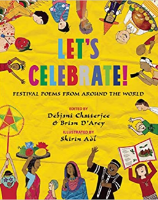 LET'S
CELEBRATE!
FESTIVAL POEMS FROM AROUND THE WORLD
EDITED BY
Debjani Chatterjee
& Brian D'Arcy
ILLUSTRATED BY
Shirin Adl